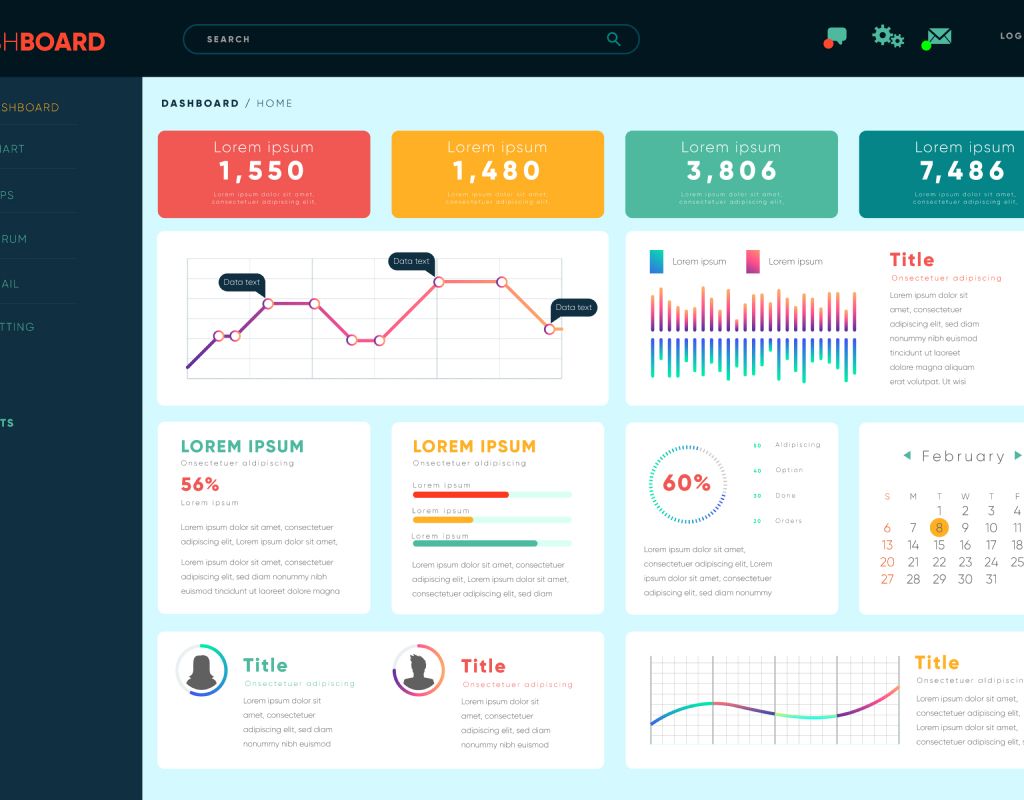 SHBOARD
SEARCH
LOG
SHBOARD
ART
PS
RUM
AIL
TTING
TS
DASHBOARD / HOME
Lorem ipsum
1,550
Lorem ipsum dolor sit amet,
consectetuer adipiscing elit,
Lorem ipsum
1,480
Lorem ipsum dolor sit amet,
consectetuer adipiscing elit,
Lorem ipsum
3,806
Lorem ipsum dolor sit amet,
consectetuer adipiscing elit,
Lorem ipsum
7,486
Lorem ipsum dolor sit amet,
consectetuer adipiscing elit,
Data text
Data text
Data text
Lorem ipsum
Lorem ipsum
Title
Onsectetuer adipiscing
Lorem ipsum dolor sit
amet, consectetuer
adipiscing elit, sed diam
nonummy nibh euismod
tincidunt ut laoreet
dolore magna aliquam
erat volutpat. Ut wisi
LOREM IPSUM
Onsectetuer aldipiscing
56%
Lorem ipsum
Lorem ipsum dolor sit amet, consectetuer
adipiscing elit, Lorem ipsum dolor sit amet,
Lorem ipsum dolor sit amet, consectetuer
adipiscing elit, sed diam nonummy nibh
euismod tincidunt ut laoreet dolore magna
LOREM IPSUM
Onsectetuer aldipiscing
Lorem ipsum
Lorem ipsum
Lorem ipsum
Lorem ipsum dolor sit amet, consectetuer
adipiscing elit, Lorem ipsum dolor sit amet,
consectetuer adipiscing elit, sed diam
60%
Aldipiscing
Option
Done
Orders
Lorem ipsum dolor sit amet,
consectetuer adipiscing elit, Lorem
ipsum dolor sit amet, consectetuer
adipiscing elit, sed diam nonummy
February
S M T W T F
1 2 3 4
6 7 8 9 10 11
13 14 15 16 17 18
20 21 22 23 24 25
27 28 29 30 31
Title
Onsectetuer adipiscing
Lorem ipsum dolor sit
amet, consectetuer
adipiscing elit, sed diam
nonummy nibh euismod
Title
Onsectetuer adipiscing
Lorem ipsum dolor sit
amet, consectetuer
adipiscing elit, sed diam
nonummy nibh euismod
Title
Onsectetuer aldipiscin
Lorem ipsum dolor sit amet,
consectetuer adipiscing elit,
Lorem ipsum dolor sit amet,
consectetuer adipiscing elit,